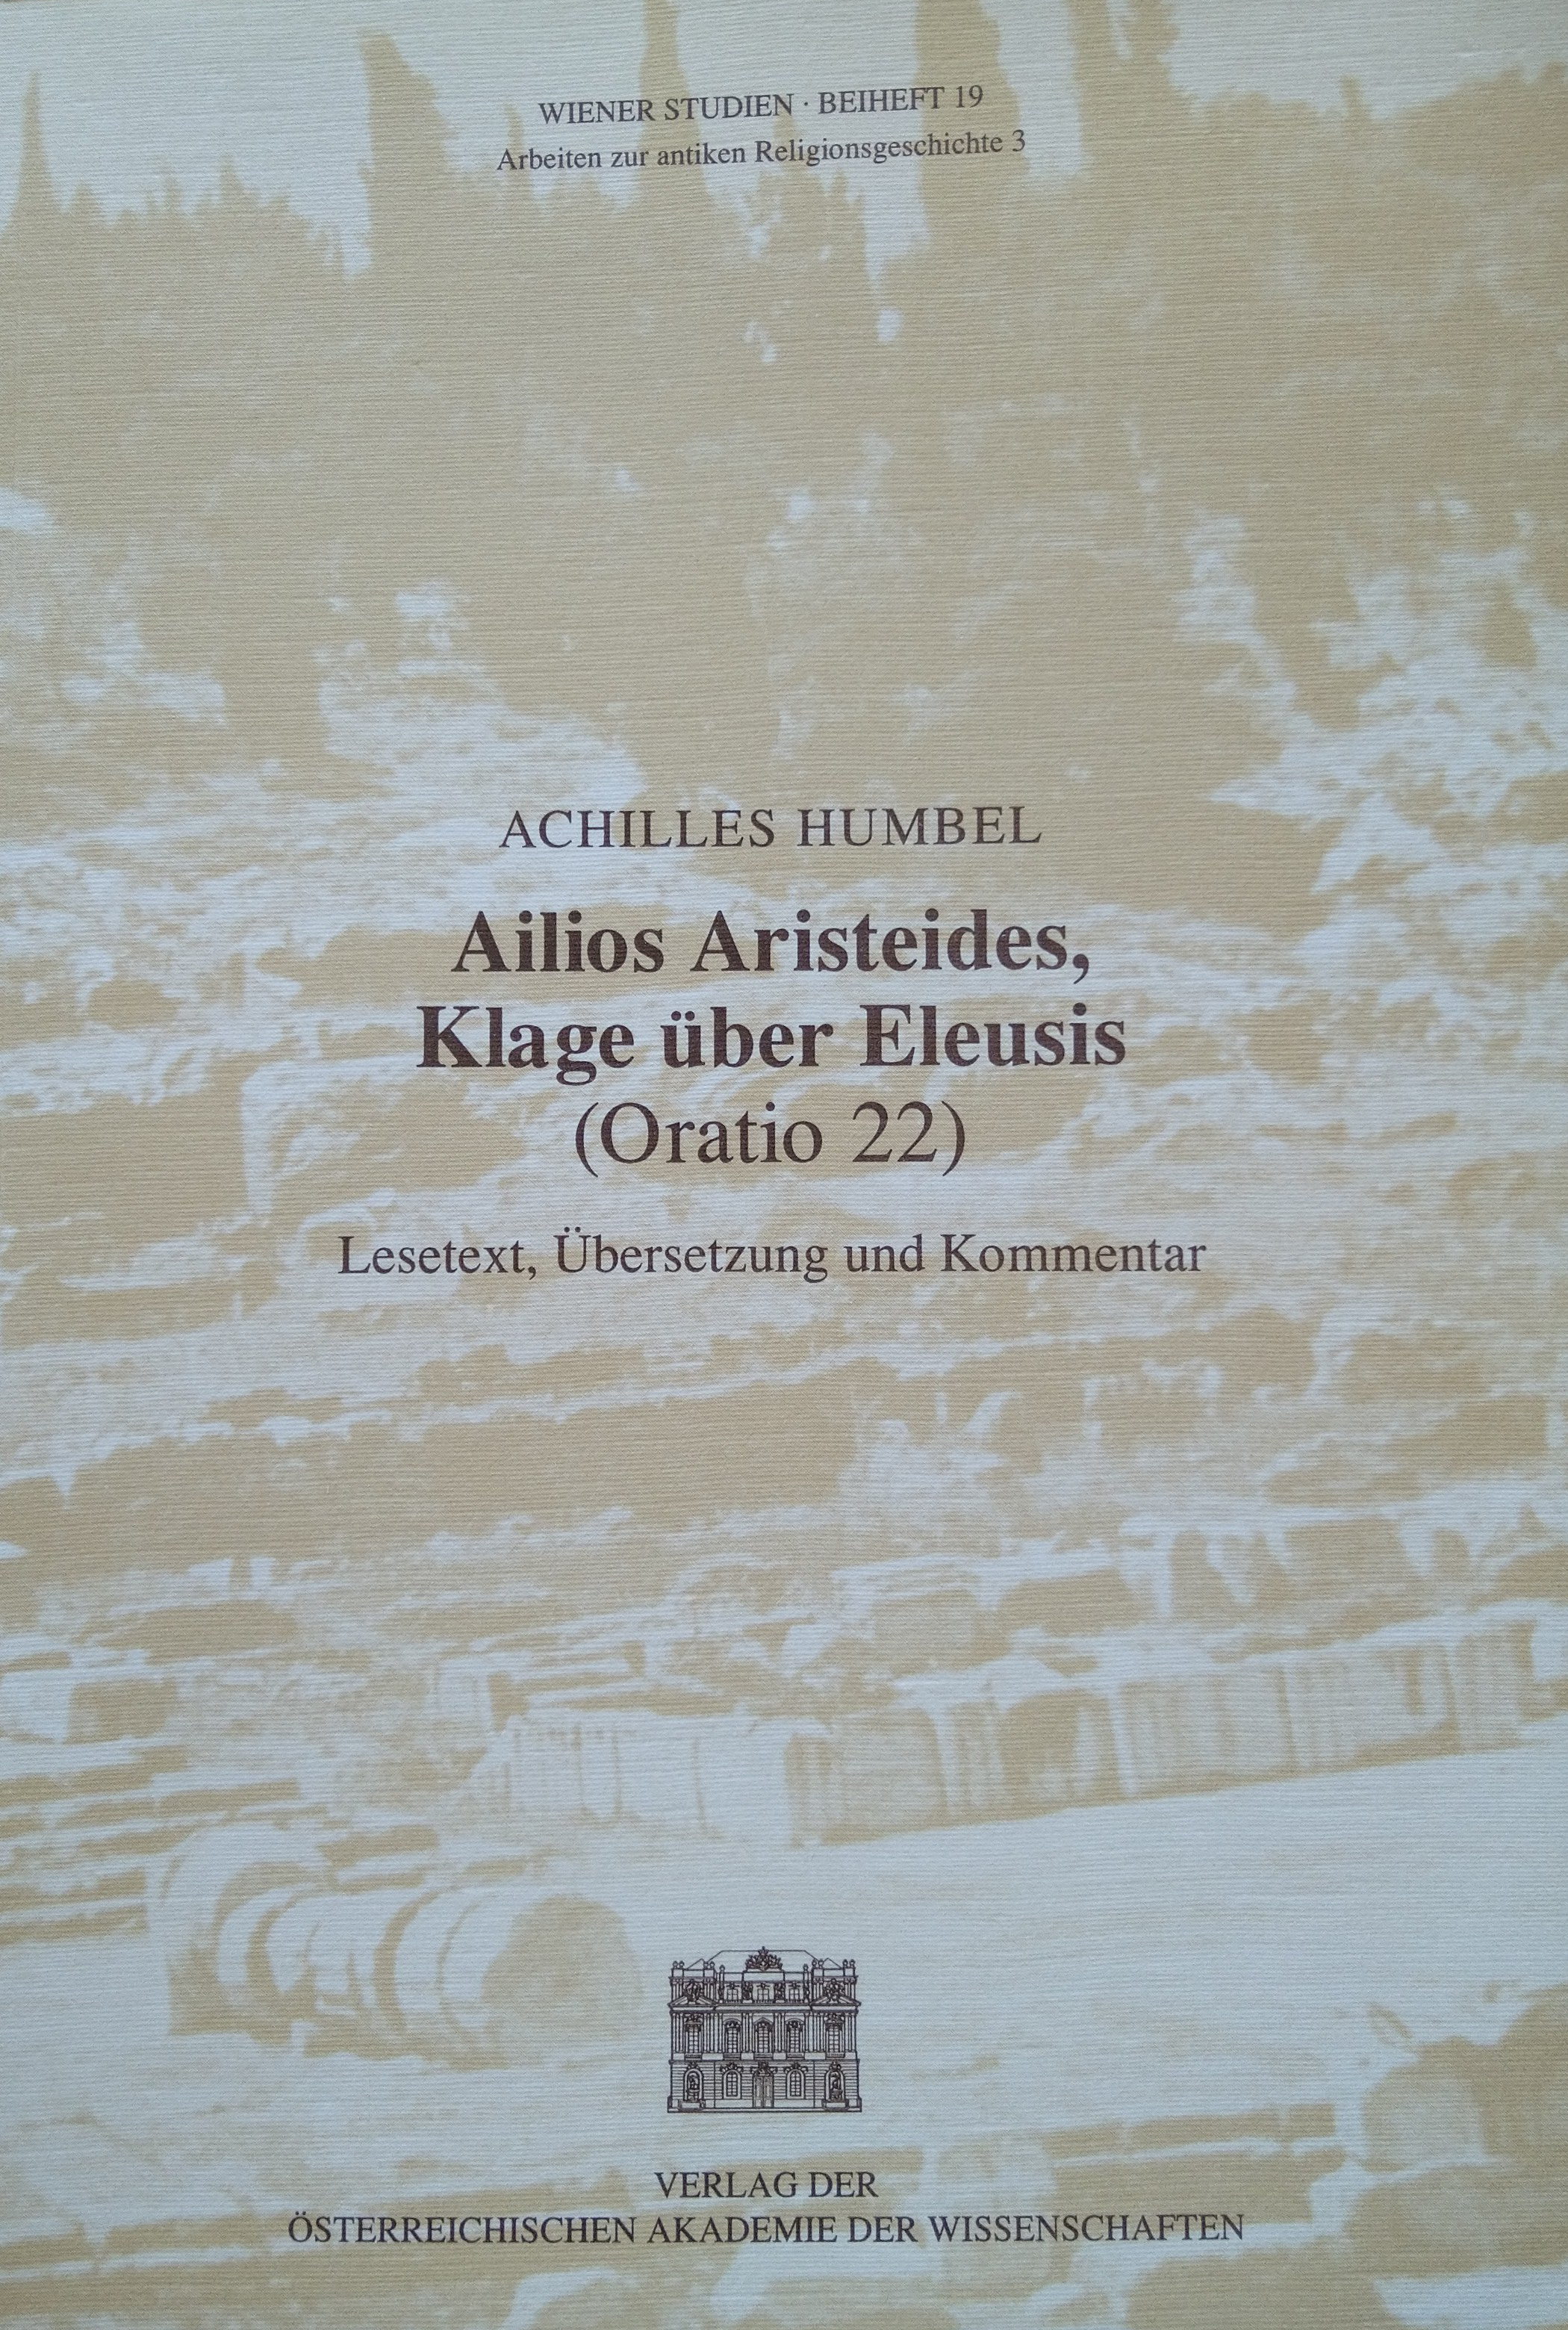 WIENER STUDIEN · BEIHEFT 19
Arbeiten zur antiken Religionsgeschichte 3
ACHILLES HUMBEL
Ailios Aristeides,
Klage über Eleusis
(Oratio 22)
Lesetext, Übersetzung und Kommentar
VERLAG DER
ÖSTERREICHISCHEN AKADEMIE DER WISSENSCHAFTEN